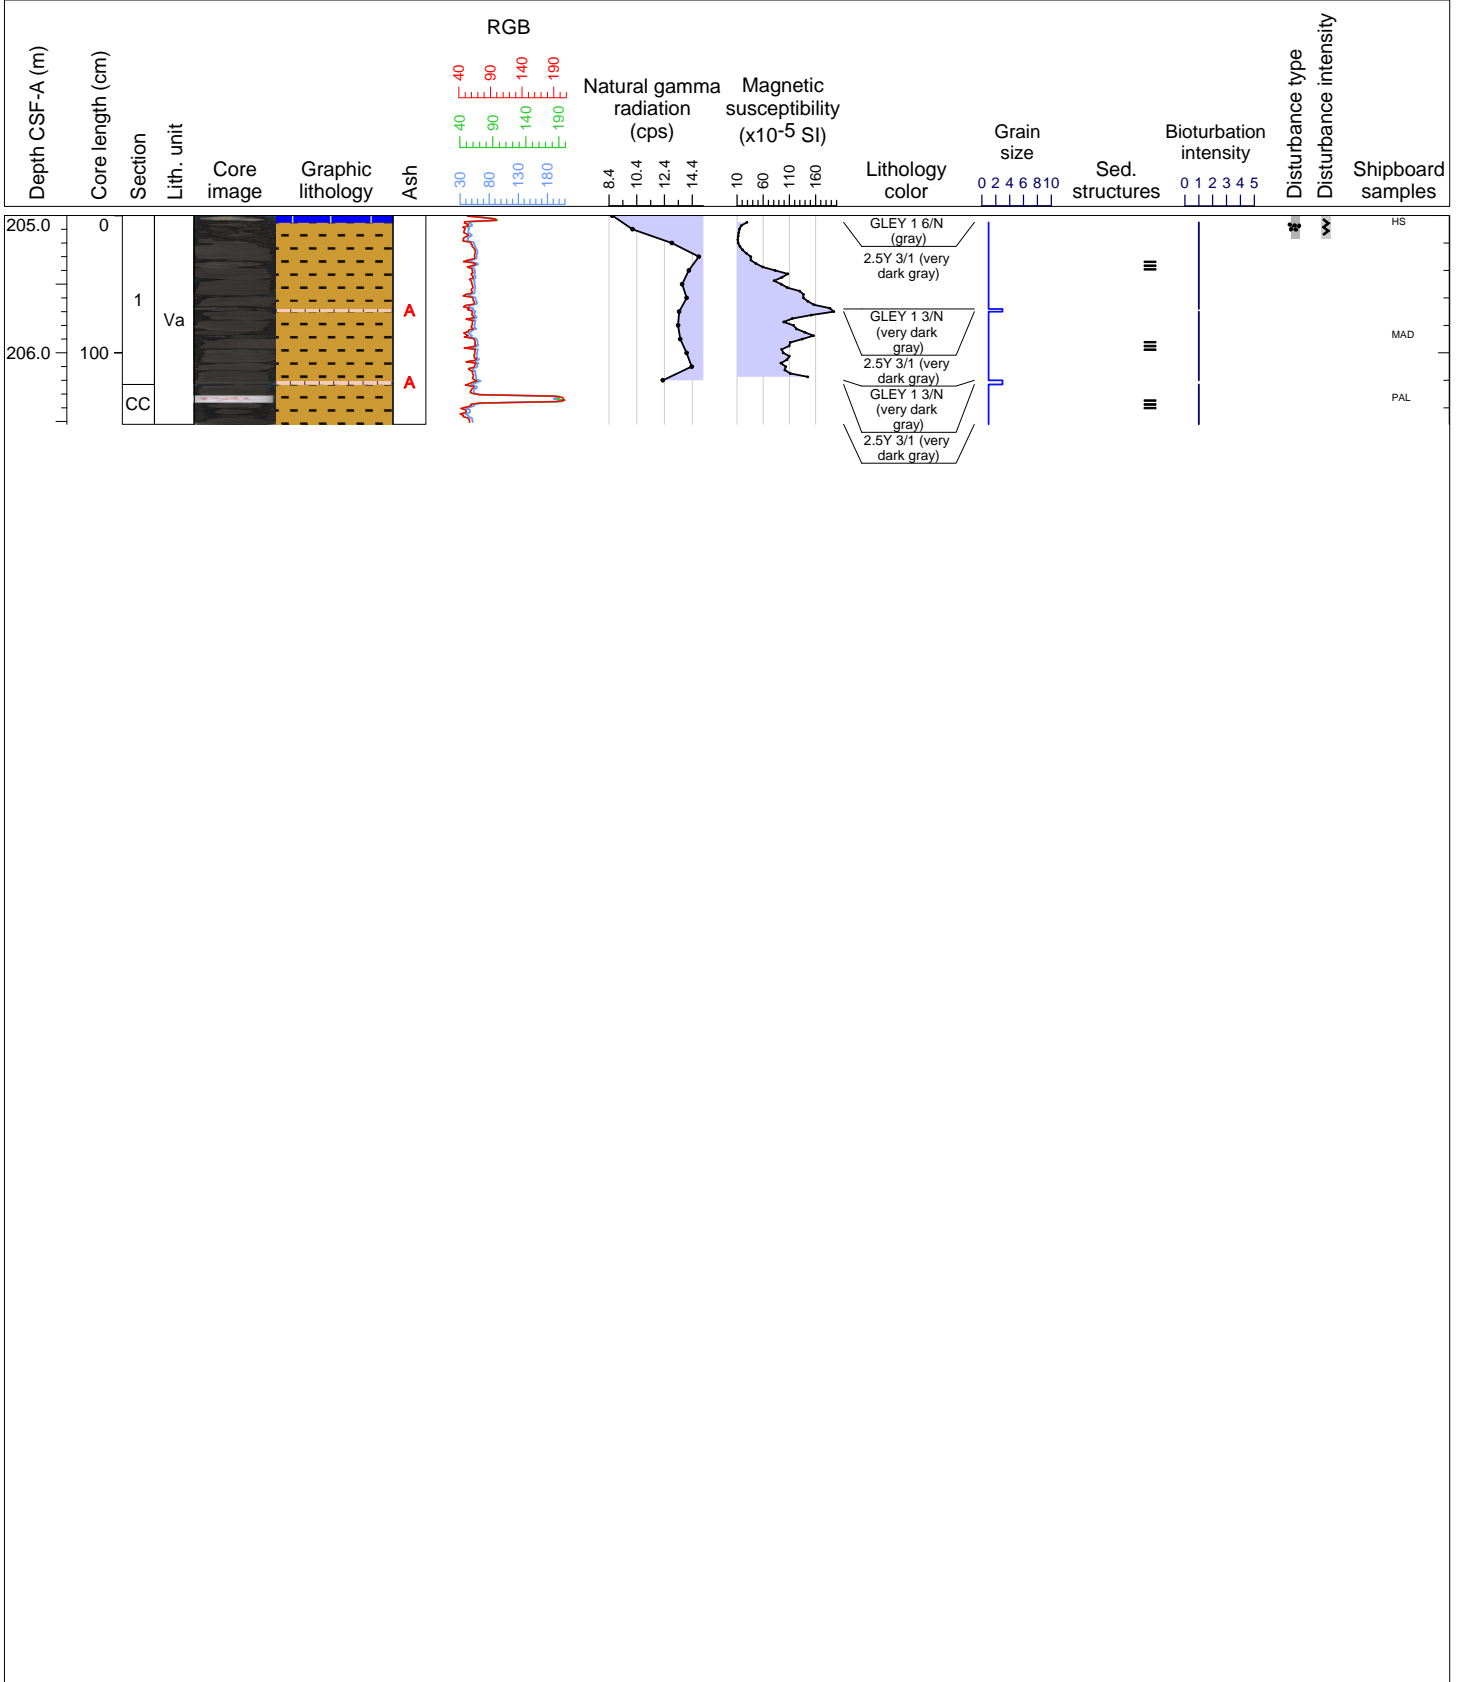 Depth CSF-A (m)
Core length (cm)
Section
Lith. unit
Core
image
Graphic
lithology
Ash
RGB
40 90 140 190
40 90 140 190
30 80 130 180
Natural gamma
radiation
(cps)
8.4 10.4 12.4 14.4
Magnetic
susceptibility
(x10-5 SI)
10 60 110 160
Lithology
color
Grain
size
0 2 4 6 8 10
Sed.
structures
Bioturbation
intensity
0 1 2 3 4 5
Disturbance type
Disturbance intensity
Shipboard
samples
205.0
206.0
0
100
1
CC
Va
A
A
GLEY 1 6/N
(gray)
2.5Y 3/1 (very
dark gray)
GLEY 1 3/N
(very dark
gray)
2.5Y 3/1 (very
dark gray)
GLEY 1 3/N
(very dark
gray)
2.5Y 3/1 (very
dark gray)
HS
MAD
PAL